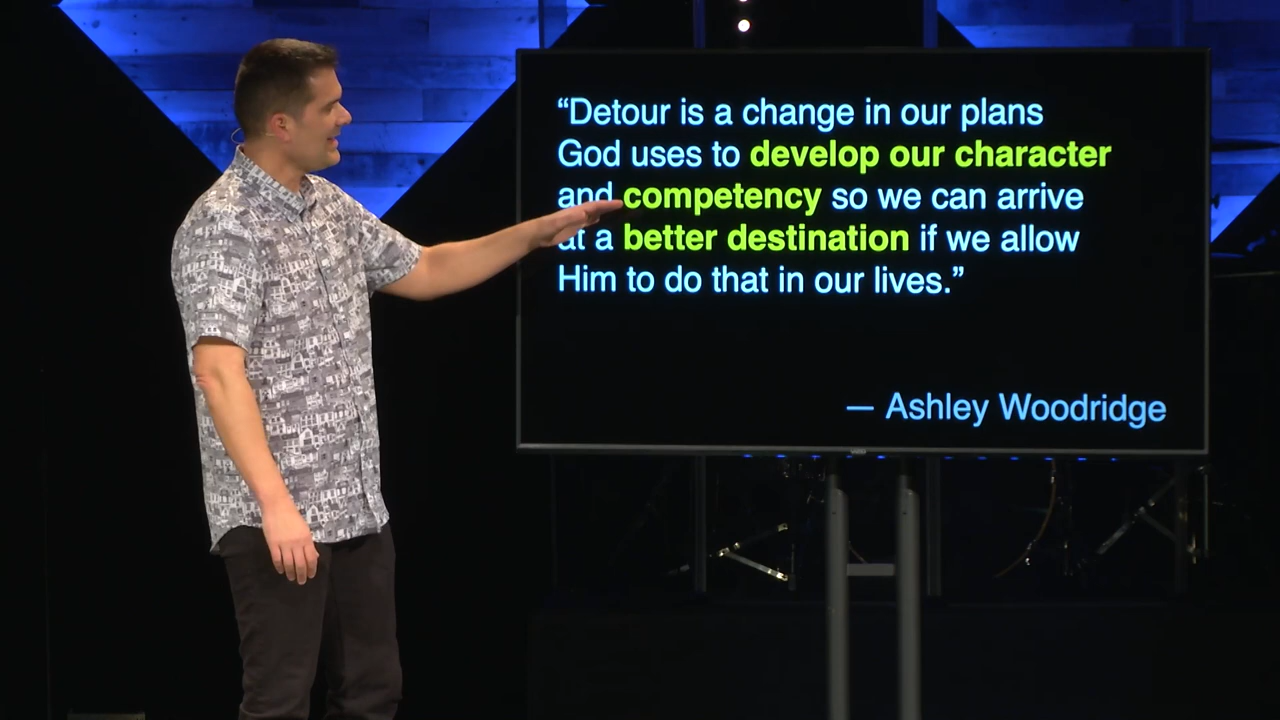 “Detour is a change in our plans
God uses to develop our character
and competency so we can arrive
at a better destination if we allow
Him to do that in our lives.”
— Ashley Woodridge